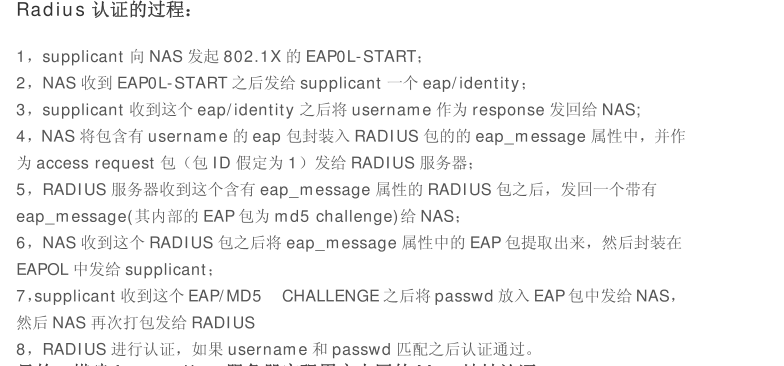 Radius 认证的过程：
1，supplicant 向 NAS 发起 802.1X 的 EAP0L-START；
2，NAS 收到 EAP0L-START 之后发给 supplicant 一个 eap/identity；
3，supplicant 收到这个 eap/identity 之后将 username 作为 response 发回给 NAS;
4，NAS 将包含有 username 的 eap 包封装入 RADIUS 包的的 eap_message 属性中，并作
为 access request 包（包 ID 假定为 1）发给 RADIUS 服务器；
5，RADIUS 服务器收到这个含有 eap_message 属性的 RADIUS 包之后，发回一个带有
eap_message(其内部的 EAP 包为 md5 challenge)给 NAS；
6，NAS 收到这个 RADIUS 包之后将 eap_message 属性中的 EAP 包提取出来，然后封装在
EAPOL 中发给 supplicant；
7,supplicant 收到这个 EAP/MD5 CHALLENGE 之后将 passwd 放入 EAP 包中发给 NAS，
然后 NAS 再次打包发给 RADIUS
8，RADIUS 进行认证，如果 username 和 passwd 匹配之后认证通过。